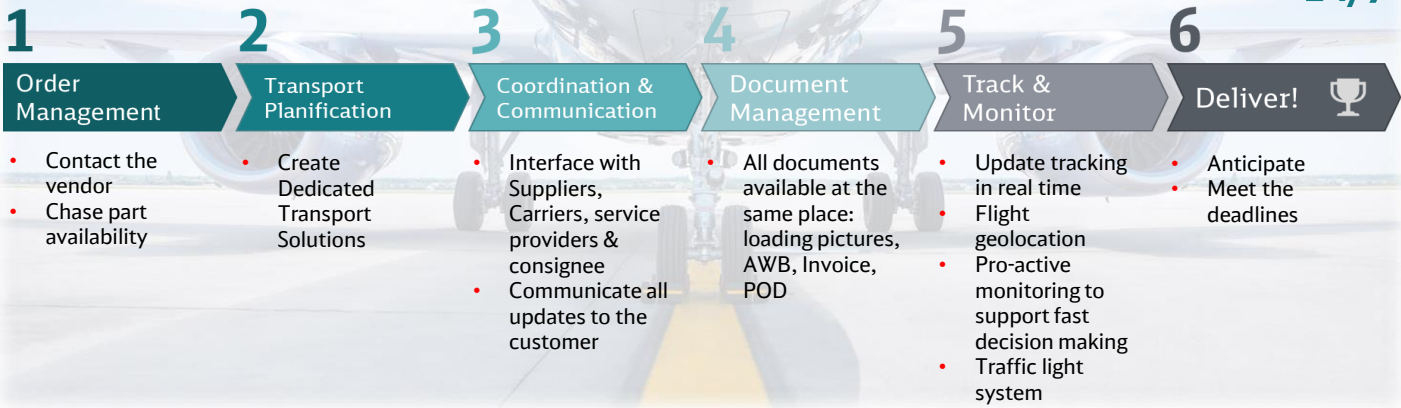 1
Order
Management
• Contact the
vendor
• Chase part
availability
2
Transport
Planification
• Create
Dedicated
Transport
Solutions
3
Coordination &
Communication
• Interface with
Suppliers,
Carriers, service
providers &
consignee
• Communicate all
updates to the
customer
4
Document
Management
• All documents
available at the
same place:
loading pictures,
AWB, Invoice,
POD
5
Track &
Monitor
• Update tracking
in real time
• Flight
geolocation
• Pro-active
monitoring to
support fast
decision making
• Traffic light
system
6
Deliver!
• Anticipate
• Meet the
deadlines